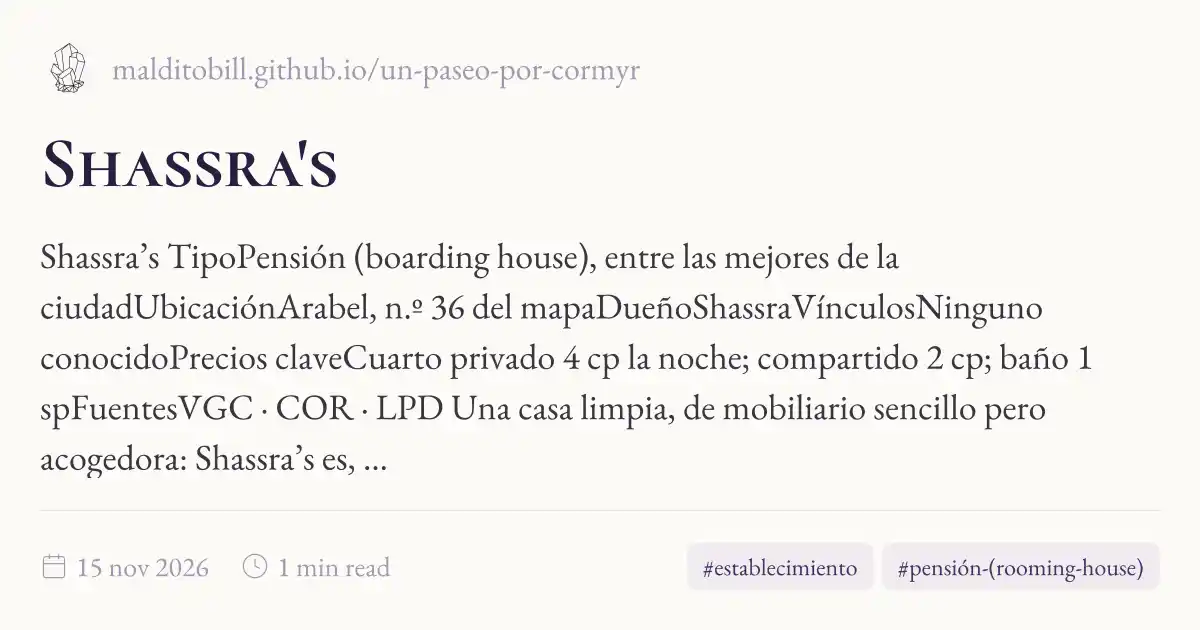 malditobill.github.io/un-paseo-por-cormyr
Shassra's
Shassra’s TipoPensión (boarding house), entre las mejores de la
ciudadUbicaciónArabel, n.º 36 del mapaDueñoShassraVínculosNinguno
conocidoPrecios claveCuarto privado 4 cp la noche; compartido 2 cp; baño 1
spFuentesVGC · COR · LPD Una casa limpia, de mobiliario sencillo pero
acogedora: Shassra’s es, ...
15 nov 2026 1 min read #establecimiento #pensión-(rooming-house)